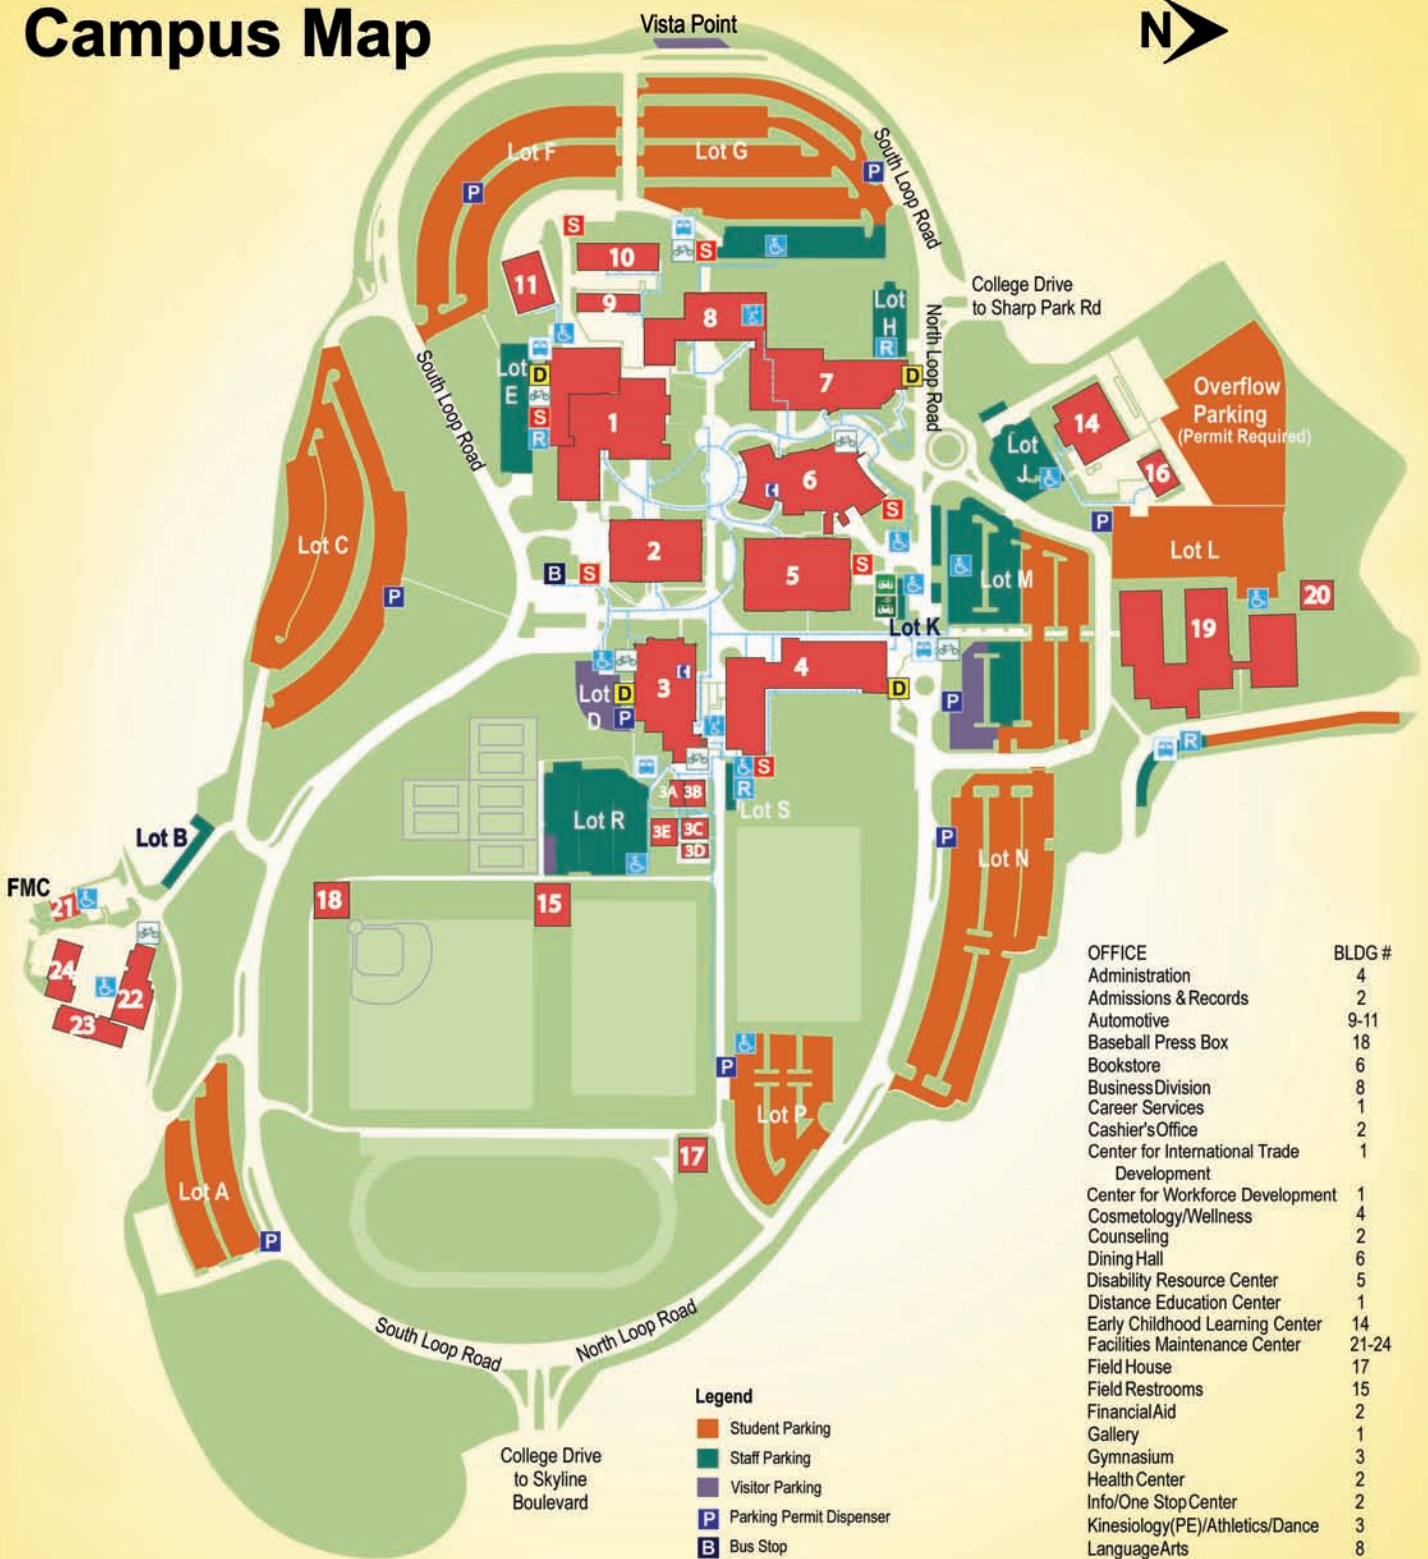 Campus Map
Vista Point
N
Lot F
Lot G
P
P
South Loop Road
S
S
10
11
9
8
College Drive
to Sharp Park Rd
Lot
H
R
North Loop Road
South Loop Road
Lot
E
D
S
R
1
7
D
Overflow
Parking
(Permit Required)
14
Lot
J
16
6
S
P
Lot C
P
B
S
2
5
S
Lot M
Lot L
20
19
Lot K
Lot
D
D
P
3
4
D
P
R
S
R
Lot S
3A
3B
3E
3C
3D
Lot R
Lot B
P
Lot N
FMC
21
18
15
24
22
23
P
Lot P
17
Lot A
P
South Loop Road
North Loop Road
College Drive
to Skyline
Boulevard
Legend
Student Parking
Staff Parking
Visitor Parking
P Parking Permit Dispenser
B Bus Stop
OFFICE BLDG #
Administration 4
Admissions & Records 2
Automotive 9-11
Baseball Press Box 18
Bookstore 6
Business Division 8
Career Services 1
Cashier's Office 2
Center for International Trade 1
Development
Center for Workforce Development 1
Cosmetology/Wellness 4
Counseling 2
Dining Hall 6
Disability Resource Center 5
Distance Education Center 1
Early Childhood Learning Center 14
Facilities Maintenance Center 21-24
Field House 17
Field Restrooms 15
Financial Aid 2
Gallery 1
Gymnasium 3
Health Center 2
Info/One Stop Center 2
Kinesiology(PE)/Athletics/Dance 3
Language Arts 8